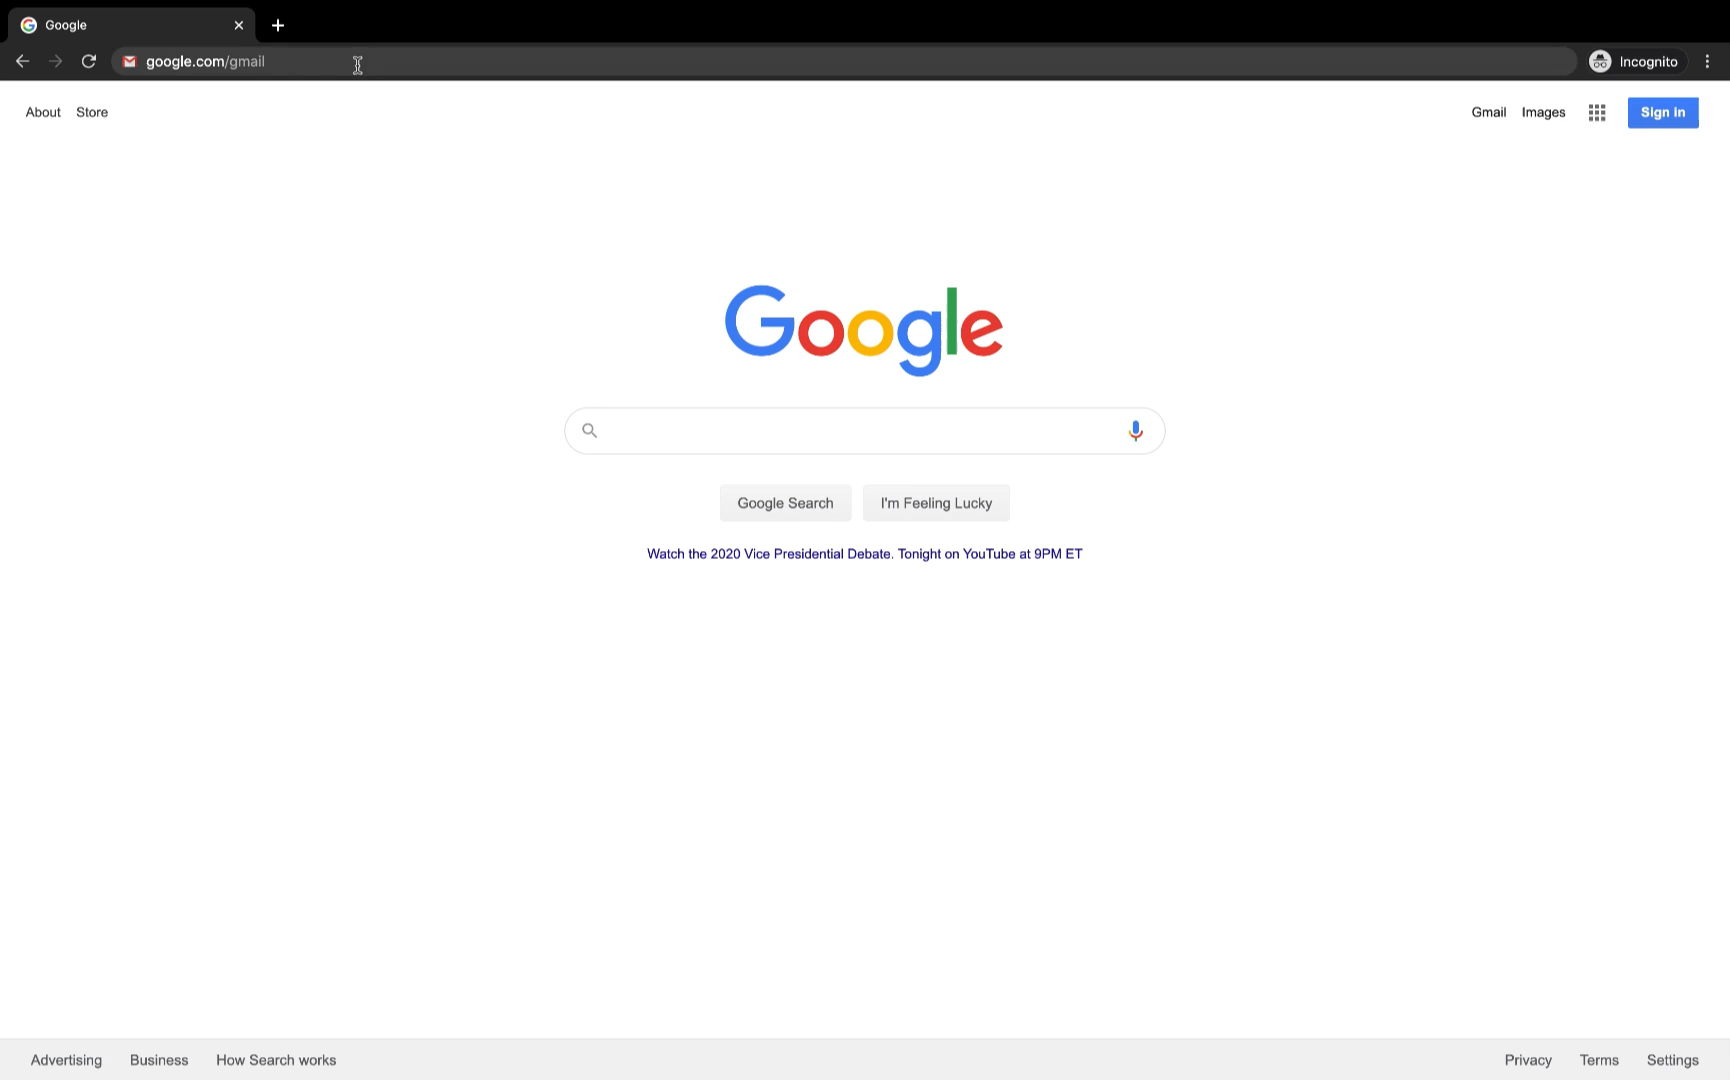 Google
google.com/gmail
Incognito
About Store
Gmail Images Sign in
Google
Google Search I'm Feeling Lucky
Watch the 2020 Vice Presidential Debate. Tonight on YouTube at 9PM ET
Advertising Business How Search works
Privacy Terms Settings